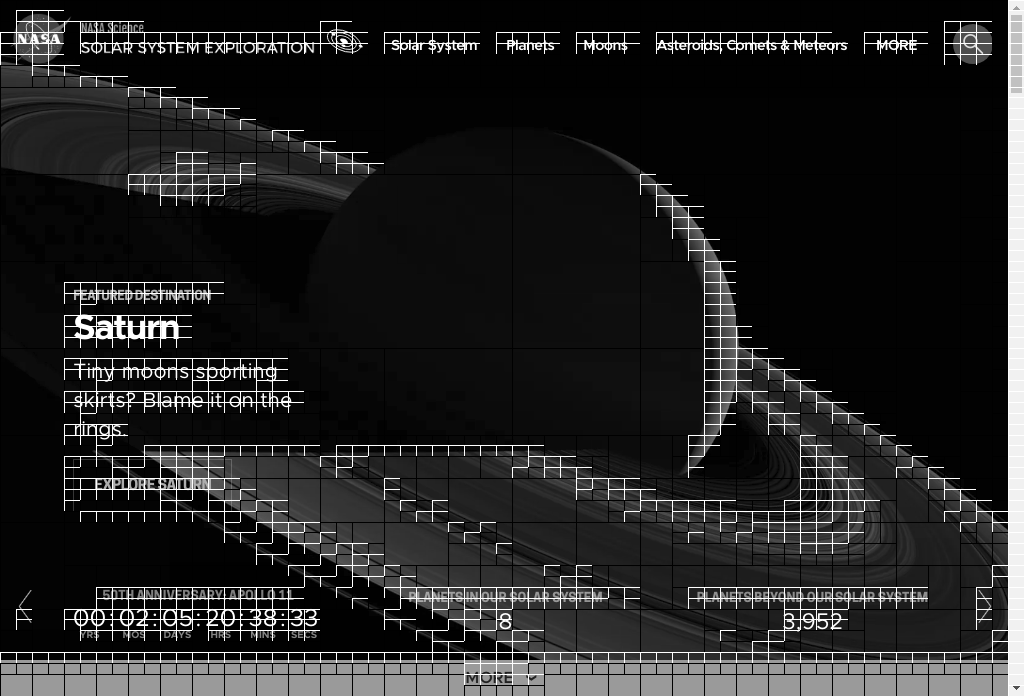 NASA
NASA Science
SOLAR SYSTEM EXPLORATION
Solar System
Planets
Moons
Asteroids, Comets & Meteors
MORE
FEATURED DESTINATION
Saturn
Tiny moons sporting
skirts? Blame it on the
rings.
EXPLORE SATURN
50TH ANNIVERSARY: APOLLO 11
00:02:05:20:38:33
YRS MOS DAYS HRS MINS SECS
PLANETS IN OUR SOLAR SYSTEM
8
PLANETS BEYOND OUR SOLAR SYSTEM
3,952
MORE